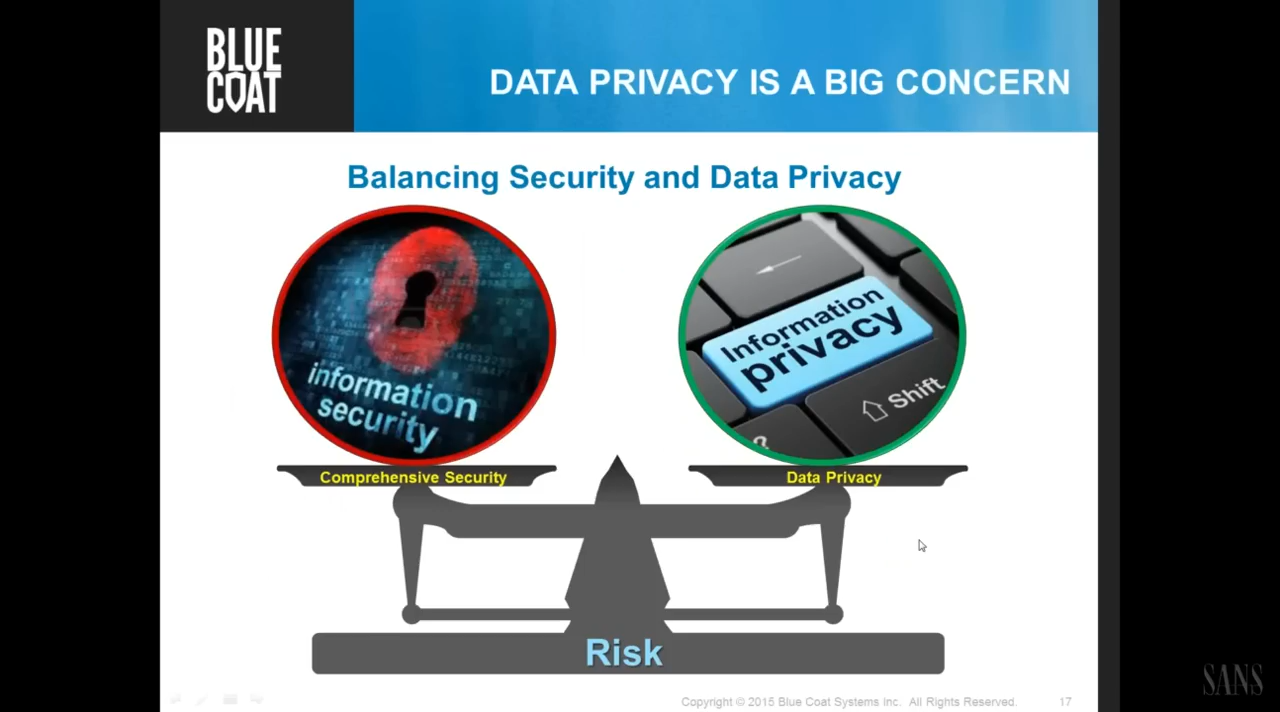 BLUE
COAT
DATA PRIVACY IS A BIG CONCERN
Balancing Security and Data Privacy
information
security
Information
privacy
Shift
Comprehensive Security
Data Privacy
Risk
Copyright © 2015 Blue Coat Systems Inc. All Rights Reserved.
17
SANS